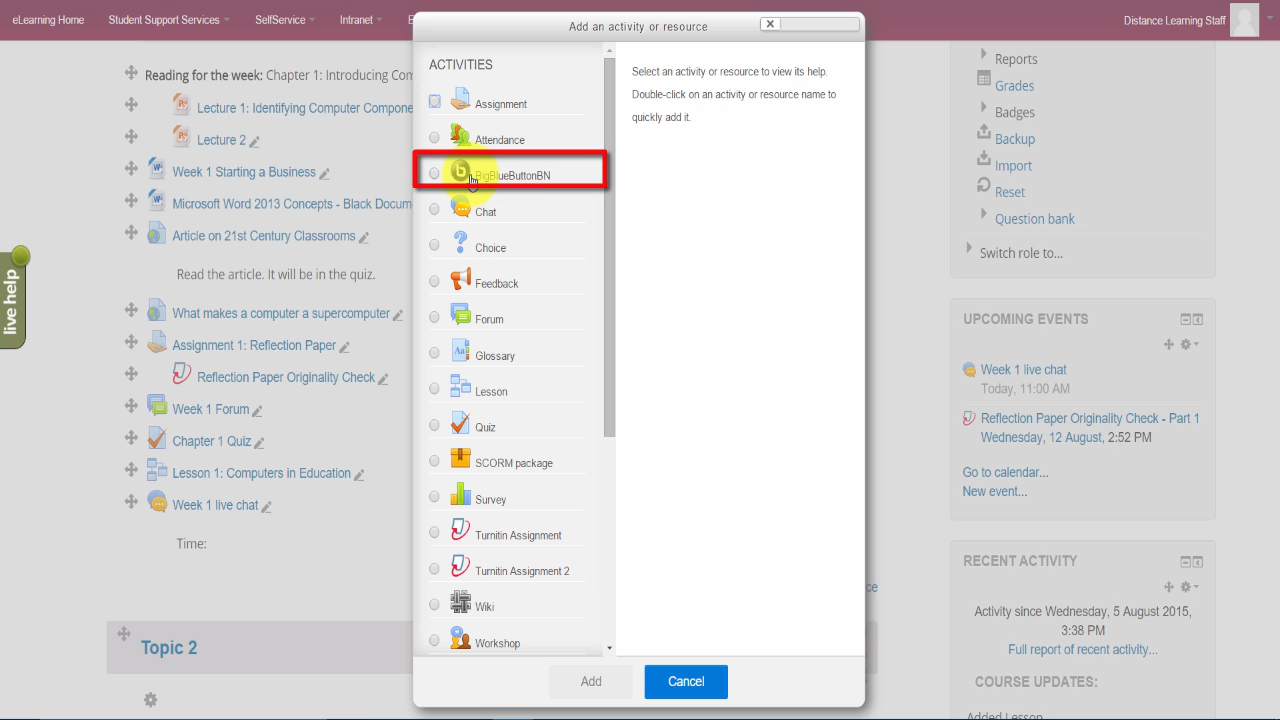 eLearning Home
Student Support Services
SelfService
Intranet
Distance Learning Staff
Reading for the week: Chapter 1: Introducing Com
Lecture 1: Identifying Computer Compone
Lecture 2
Week 1 Starting a Business
Microsoft Word 2013 Concepts - Black Docum
Article on 21st Century Classrooms
Read the article. It will be in the quiz.
What makes a computer a supercomputer
Assignment 1: Reflection Paper
Reflection Paper Originality Check
Week 1 Forum
Chapter 1 Quiz
Lesson 1: Computers in Education
Week 1 live chat
Time:
Topic 2
live help
Add an activity or resource
ACTIVITIES
Assignment
Attendance
BigBlueButtonBN
Chat
Choice
Feedback
Forum
Glossary
Lesson
Quiz
SCORM package
Survey
Turnitin Assignment
Turnitin Assignment 2
Wiki
Workshop
Select an activity or resource to view its help.
Double-click on an activity or resource name to
quickly add it.
Add
Cancel
Reports
Grades
Badges
Backup
Import
Reset
Question bank
Switch role to...
UPCOMING EVENTS
Week 1 live chat
Today, 11:00 AM
Reflection Paper Originality Check - Part 1
Wednesday, 12 August, 2:52 PM
Go to calendar...
New event...
RECENT ACTIVITY
Activity since Wednesday, 5 August 2015,
3:38 PM
Full report of recent activity...
COURSE UPDATES:
Added Lesson